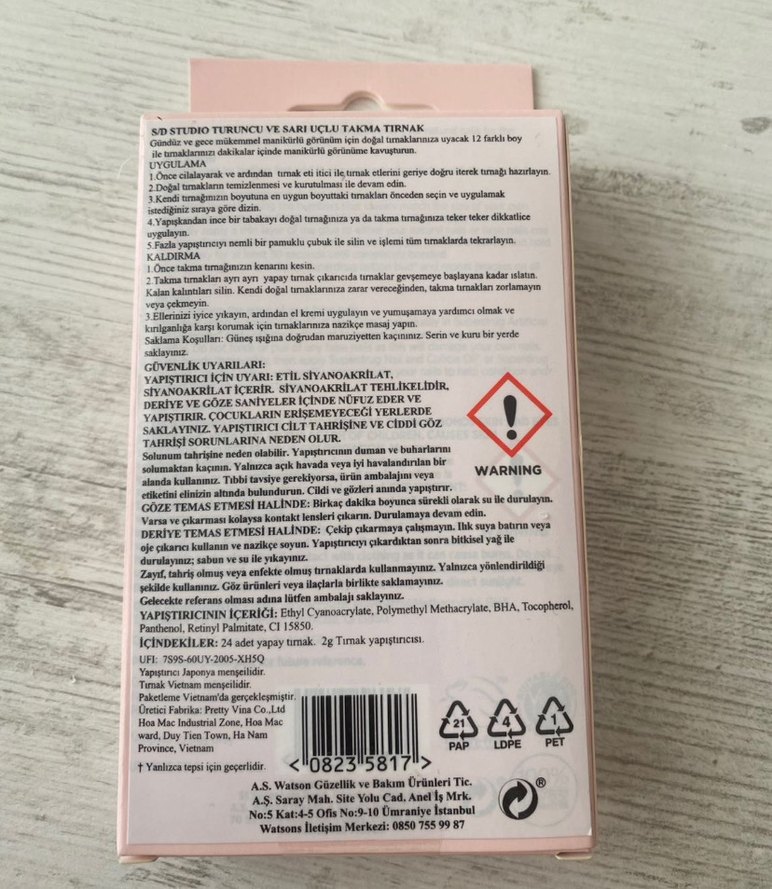 S/D STUDIO TURUNCU VE SARI UÇLU TAKMA TIRNAK
Gündüz ve gece mükemmel manikürlü görünüm için doğal tırnaklarınıza uyacak 12 farklı boy
ile tırnaklarınızı dakikalar içinde manikürlü görünüme kavuşturun.
UYGULAMA
1.Önce cilalayarak ve ardından tırnak eti itici ile tırnak etlerini geriye doğru iterek tırnağı hazırlayın.
2.Doğal tırnakların temizlenmesi ve kurutulması ile devam edin.
3.Kendi tırnağımızın boyutuna en uygun boyuttaki tırnakları önceden seçin ve uygulamak
istediğiniz sıraya göre dizin.
4.Yapışkandan ince bir tabakayı doğal tırnağınıza ya da takma tırnağınıza teker teker dikkatlice
uygulayın.
5.Fazla yapıştırıcıyı nemli bir pamuklu çubuk ile silin ve işlemi tüm tırnaklarda tekrarlayın.
KALDIRMA
1.Önce takma tırnağınızın kenarını kesin.
2.Takma tırnakları ayrı ayrı yapay tırnak çıkarıcıda tırnaklar gevşemeye başlayana kadar ıslatın.
Kalan kalıntıları silin. Kendi doğal tırnaklarınıza zarar vereceğinden, takma tırnakları zorlamayın
veya çekmeyin.
3.Ellerinizi iyice yıkayın, ardından el kremi uygulayın ve yumuşamaya yardımcı olmak ve
kırılganlığa karşı korumak için tırnaklarınıza nazikçe masaj yapın.
Saklama Koşulları: Güneş ışığına doğrudan maruziyetten kaçınınız. Serin ve kuru bir yerde
saklayınız.
GÜVENLİK UYARILARI:
YAPIŞTIRICI İÇİN UYARI: ETİL SİYANOAKRİLAT,
SİYANOAKRİLAT İÇERİR. SİYANOAKRİLAT TEHLİKELİDİR,
DERİYE VE GÖZE SANİYELER İÇİNDE NÜFUZ EDER VE
YAPIŞTIRIR. ÇOCUKLARIN ERİŞEMEYECEĞİ YERLERDE
SAKLAYINIZ. YAPIŞTIRICI CİLT TAHRİŞİNE VE CİDDİ GÖZ
TAHRİŞİ SORUNLARINA NEDEN OLUR.
Solunum tahrişine neden olabilir. Yapıştırıcının duman ve buharlarını
solumaktan kaçının. Yalnızca açık havada veya iyi havalandırılan bir
alanda kullanınız. Tıbbi tavsiye gerekiyorsa, ürün ambalajını veya
etiketini elinizin altında bulundurun. Cildi ve gözleri anında yapıştırır.
WARNING
GÖZE TEMAS ETMESİ HALİNDE: Birkaç dakika boyunca sürekli olarak su ile durulayın.
Varsa ve çıkarması kolaysa kontakt lensleri çıkarın. Durulamaya devam edin.
DERİYE TEMAS ETMESİ HALİNDE: Çekip çıkarmaya çalışmayın. Ilık suya batırın veya
oje çıkarıcı kullanın ve nazikçe soyun. Yapıştırıcıyı çıkardıktan sonra bitkisel yağ ile
durulayınız; sabun ve su ile yıkayınız.
Zayıf, tahriş olmuş veya enfekte olmuş tırnaklarda kullanmayınız. Yalnızca yönlendirildiği
şekilde kullanınız. Göz ürünleri veya ilaçlarla birlikte saklamayınız.
Gelecekte referans olması adına lütfen ambalajı saklayınız.
YAPIŞTIRICININ İÇERİĞİ: Ethyl Cyanoacrylate, Polymethyl Methacrylate, BHA, Tocopherol,
Panthenol, Retinyl Palmitate, CI 15850.
İÇİNDEKİLER: 24 adet yapay tırnak. 2g Tırnak yapıştırıcısı.
UFI: 7S9S-60UY-2005-XH5Q
Yapıştırıcı Japonya menşeilidir.
Tırnak Vietnam menşeilidir.
Paketleme Vietnam'da gerçekleşmiştir.
Üretici Fabrika: Pretty Vina Co.,Ltd
Hoa Mac Industrial Zone, Hoa Mac
ward, Duy Tien Town, Ha Nam
Province, Vietnam
† Yanlızca tepsi için geçerlidir.
< 0823 5817 >
21 4 1
PAP LDPE PET
A.S. Watson Güzellik ve Bakım Ürünleri Tic.
A.Ş. Saray Mah. Site Yolu Cad, Anel İş Mrk.
No:5 Kat:4-5 Ofis No:9-10 Ümraniye İstanbul
Watsons İletişim Merkezi: 0850 755 99 87
®